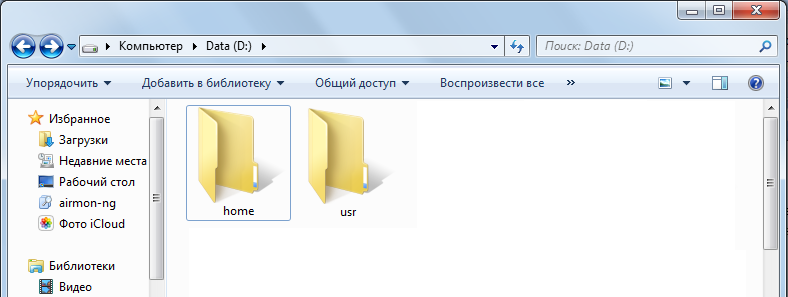 Компьютер Data (D:)
Поиск: Data (D:)
Упорядочить Добавить в библиотеку Общий доступ Воспроизвести все »
Избранное
Загрузки
Недавние места
Рабочий стол
airmon-ng
Фото iCloud
Библиотеки
Видео
home
usr